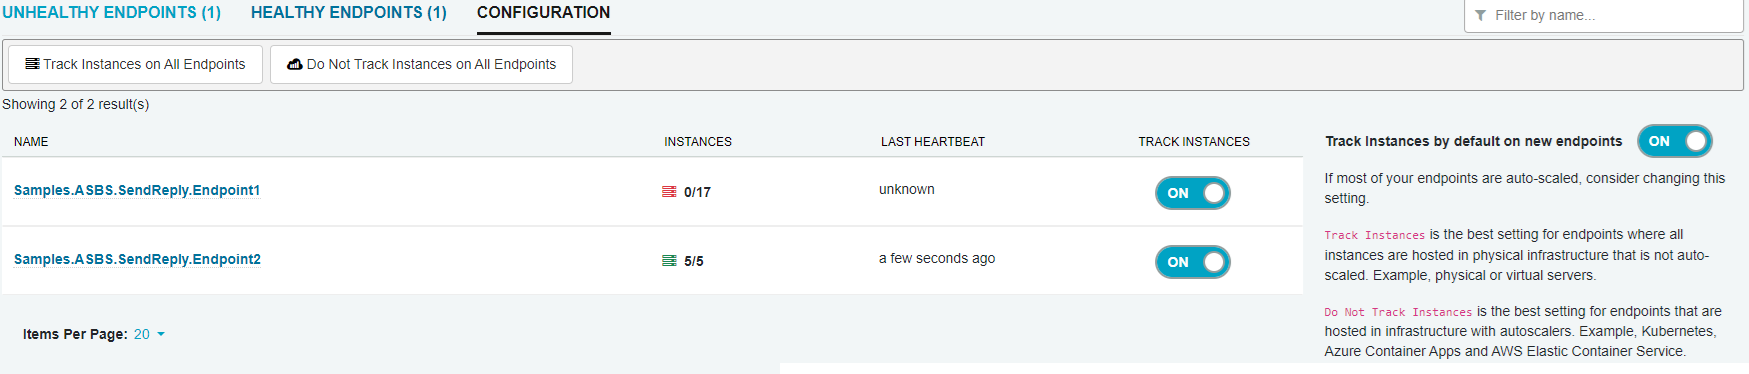 UNHEALTHY ENDPOINTS (1) HEALTHY ENDPOINTS (1) CONFIGURATION Filter by name...
Track Instances on All Endpoints Do Not Track Instances on All Endpoints
Showing 2 of 2 result(s)
NAME INSTANCES LAST HEARTBEAT TRACK INSTANCES
Samples.ASBS.SendReply.Endpoint1 0/17 unknown ON
Samples.ASBS.SendReply.Endpoint2 5/5 a few seconds ago ON
Items Per Page: 20
Track Instances by default on new endpoints ON
If most of your endpoints are auto-scaled, consider changing this
setting.
Track Instances is the best setting for endpoints where all
instances are hosted in physical infrastructure that is not auto-
scaled. Example, physical or virtual servers.
Do Not Track Instances is the best setting for endpoints that are
hosted in infrastructure with autoscalers. Example, Kubernetes,
Azure Container Apps and AWS Elastic Container Service.